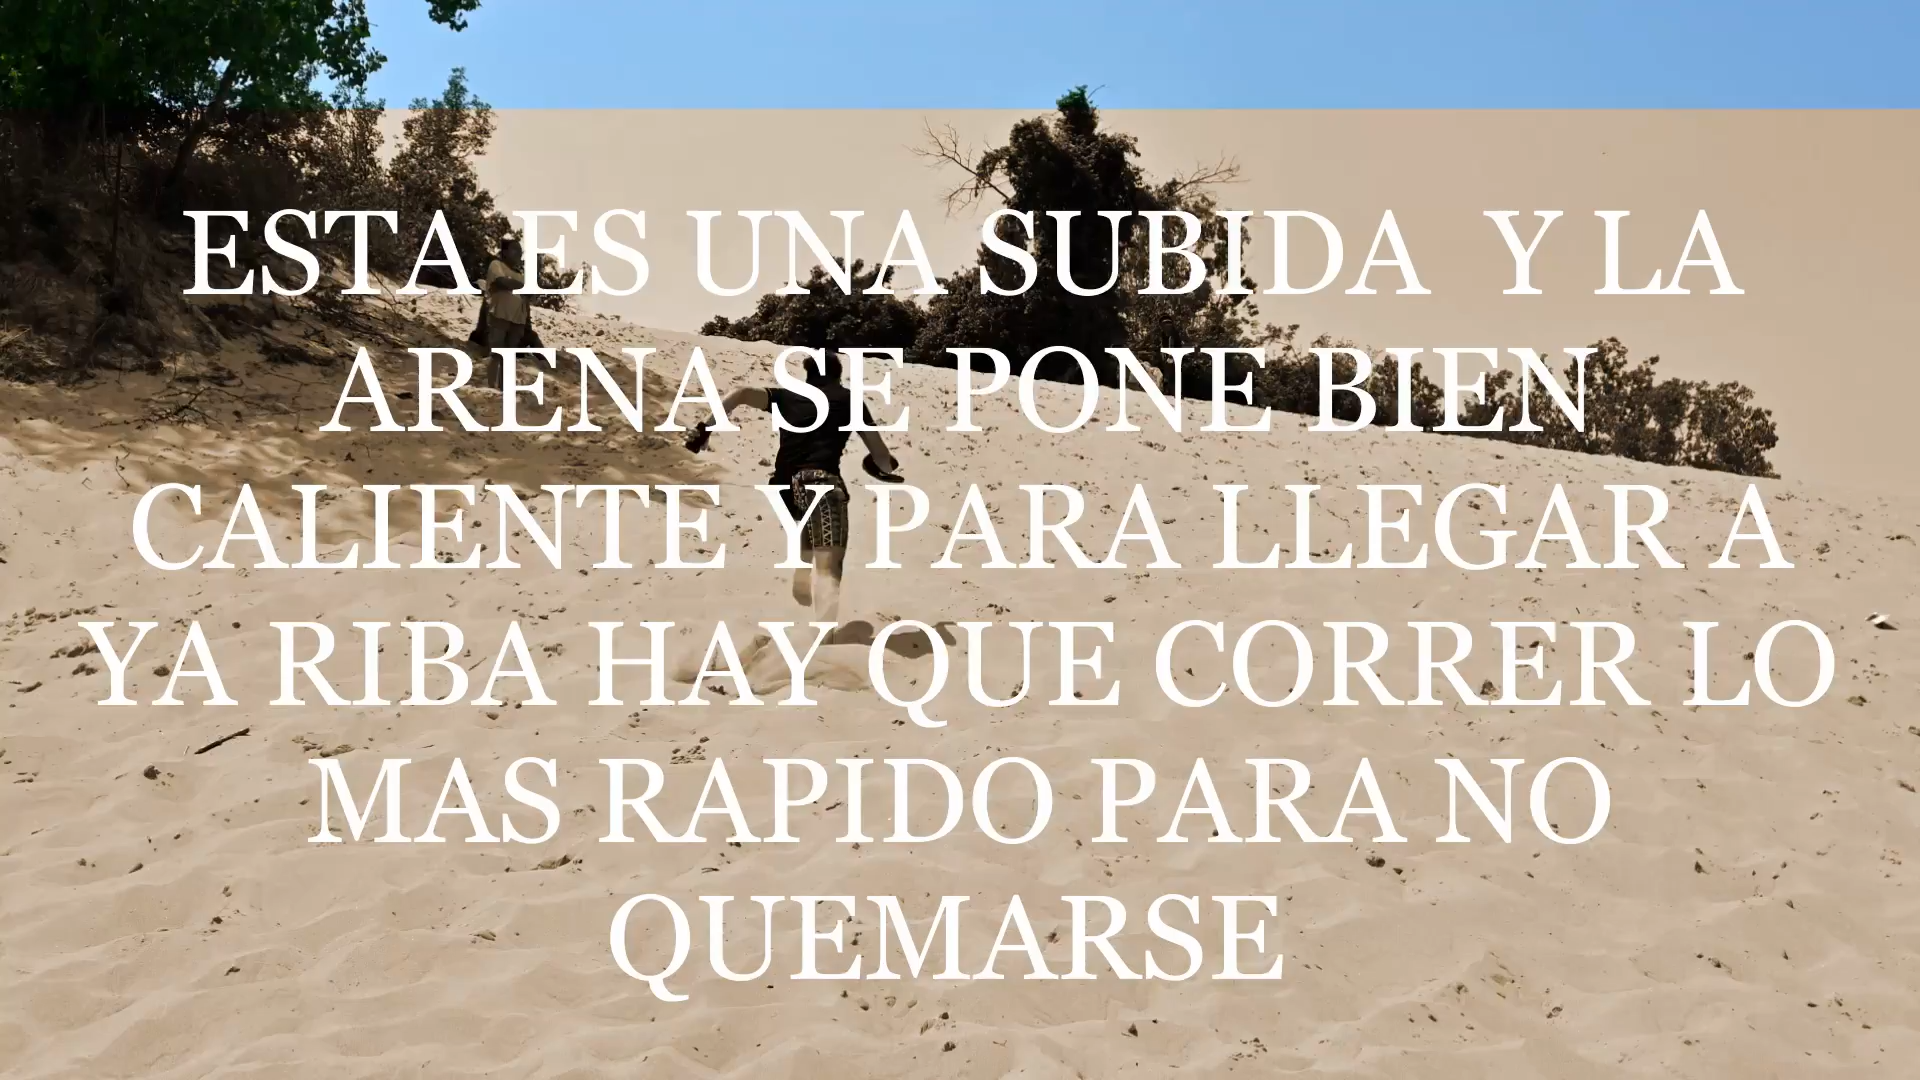 ESTA ES UNA SUBIDA  Y LA
ARENA SE PONE BIEN
CALIENTE Y PARA LLEGAR A
YA RIBA HAY QUE CORRER LO
MAS RAPIDO PARA NO
QUEMARSE